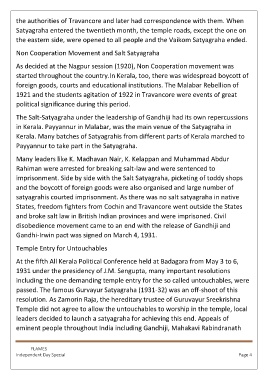 the authorities of Travancore and later had correspondence with them. When
Satyagraha entered the twentieth month, the temple roads, except the one on
the eastern side, were opened to all people and the Vaikom Satyagraha ended.
Non Cooperation Movement and Salt Satyagraha
As decided at the Nagpur session (1920), Non Cooperation movement was
started throughout the country.In Kerala, too, there was widespread boycott of
foreign goods, courts and educational institutions. The Malabar Rebellion of
1921 and the students agitation of 1922 in Travancore were events of great
political significance during this period.
The Salt-Satyagraha under the leadership of Gandhiji had its own repercussions
in Kerala. Payyannur in Malabar, was the main venue of the Satyagraha in
Kerala. Many batches of Satyagrahis from different parts of Kerala marched to
Payyannur to take part in the Satyagraha.
Many leaders like K. Madhavan Nair, K. Kelappan and Muhammad Abdur
Rahiman were arrested for breaking salt-law and were sentenced to
imprisonment. Side by side with the Salt Satyagraha, picketing of toddy shops
and the boycott of foreign goods were also organised and large number of
satyagrahis courted imprisonment. As there was no salt satyagraha in native
States, freedom fighters from Cochin and Travancore went outside the States
and broke salt law in British Indian provinces and were imprisoned. Civil
disobedience movement came to an end with the release of Gandhiji and
Gandhi-Irwin pact was signed on March 4, 1931.
Temple Entry for Untouchables
At the fifth All Kerala Political Conference held at Badagara from May 3 to 6,
1931 under the presidency of J.M. Sengupta, many important resolutions
including the one demanding temple entry for the so called untouchables, were
passed. The famous Gurvayur Satyagraha (1931-32) was an off-shoot of this
resolution. As Zamorin Raja, the hereditary trustee of Guruvayur Sreekrishna
Temple did not agree to allow the untouchables to worship in the temple, local
leaders decided to launch a satyagraha for achieving this end. Appeals of
eminent people throughout India including Gandhiji, Mahakavi Rabindranath
FLAMES
Independent Day Special Page 4